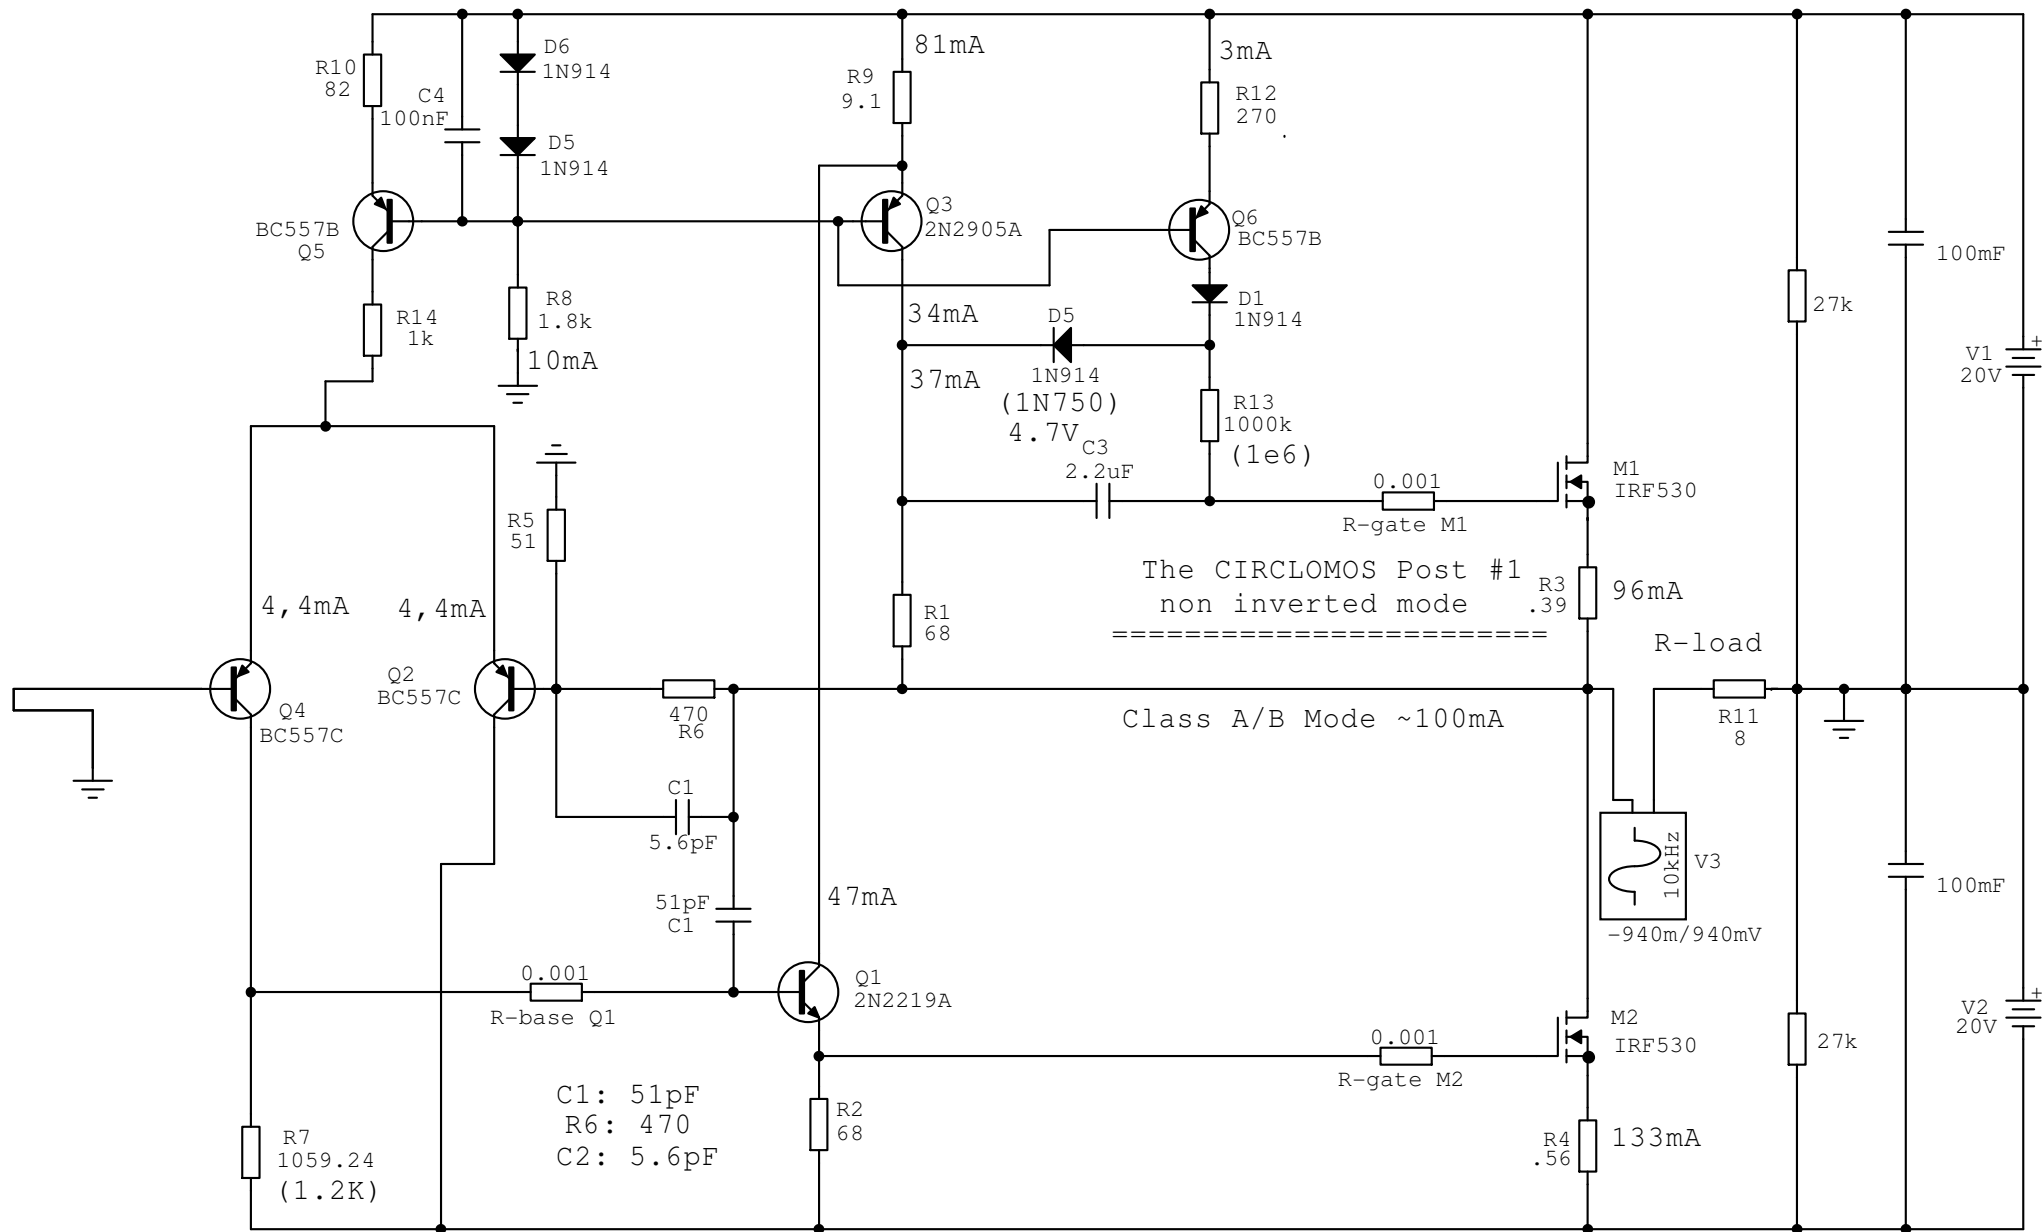 D6
1N914
R10
82
C4
100nF
D5
1N914
81mA
R9
9.1
3mA
R12
270
.
BC557B
Q5
Q3
2N2905A
Q6
BC557B
100mF
R14
1k
R8
1.8k
10mA
34mA
37mA
D5
1N914
(1N750)
4.7V
D1
1N914
R13
1000k
(1e6)
27k
V1
20V
+
C3
2.2uF
0.001
R-gate M1
M1
IRF530
R5
51
The CIRCLOMOS Post #1
non inverted mode
========================
R3
.39
96mA
4,4mA
4,4mA
R1
68
R-load
Q4
BC557C
Q2
BC557C
470
R6
Class A/B Mode ~100mA
R11
8
C1
5.6pF
51pF
C1
47mA
10kHz
V3
-940m/940mV
100mF
0.001
R-base Q1
Q1
2N2219A
0.001
R-gate M2
M2
IRF530
27k
V2
20V
+
C1: 51pF
R6: 470
C2: 5.6pF
R2
68
R7
1059.24
(1.2K)
R4
.56
133mA